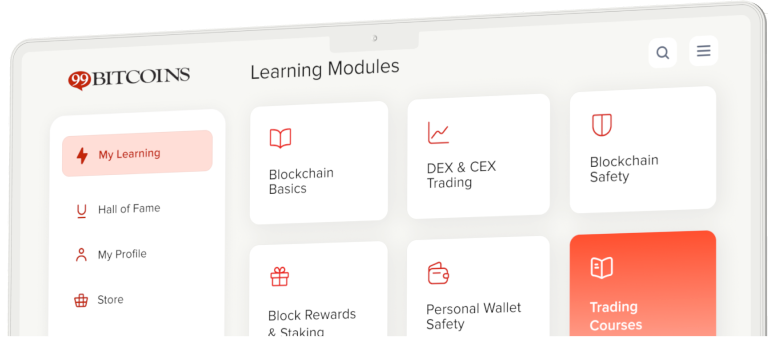 99BITCOINS
Learning Modules
My Learning
Hall of Fame
My Profile
Store
Blockchain
Basics
DEX & CEX
Trading
Blockchain
Safety
Block Rewards
& Staking
Personal Wallet
Safety
Trading
Courses